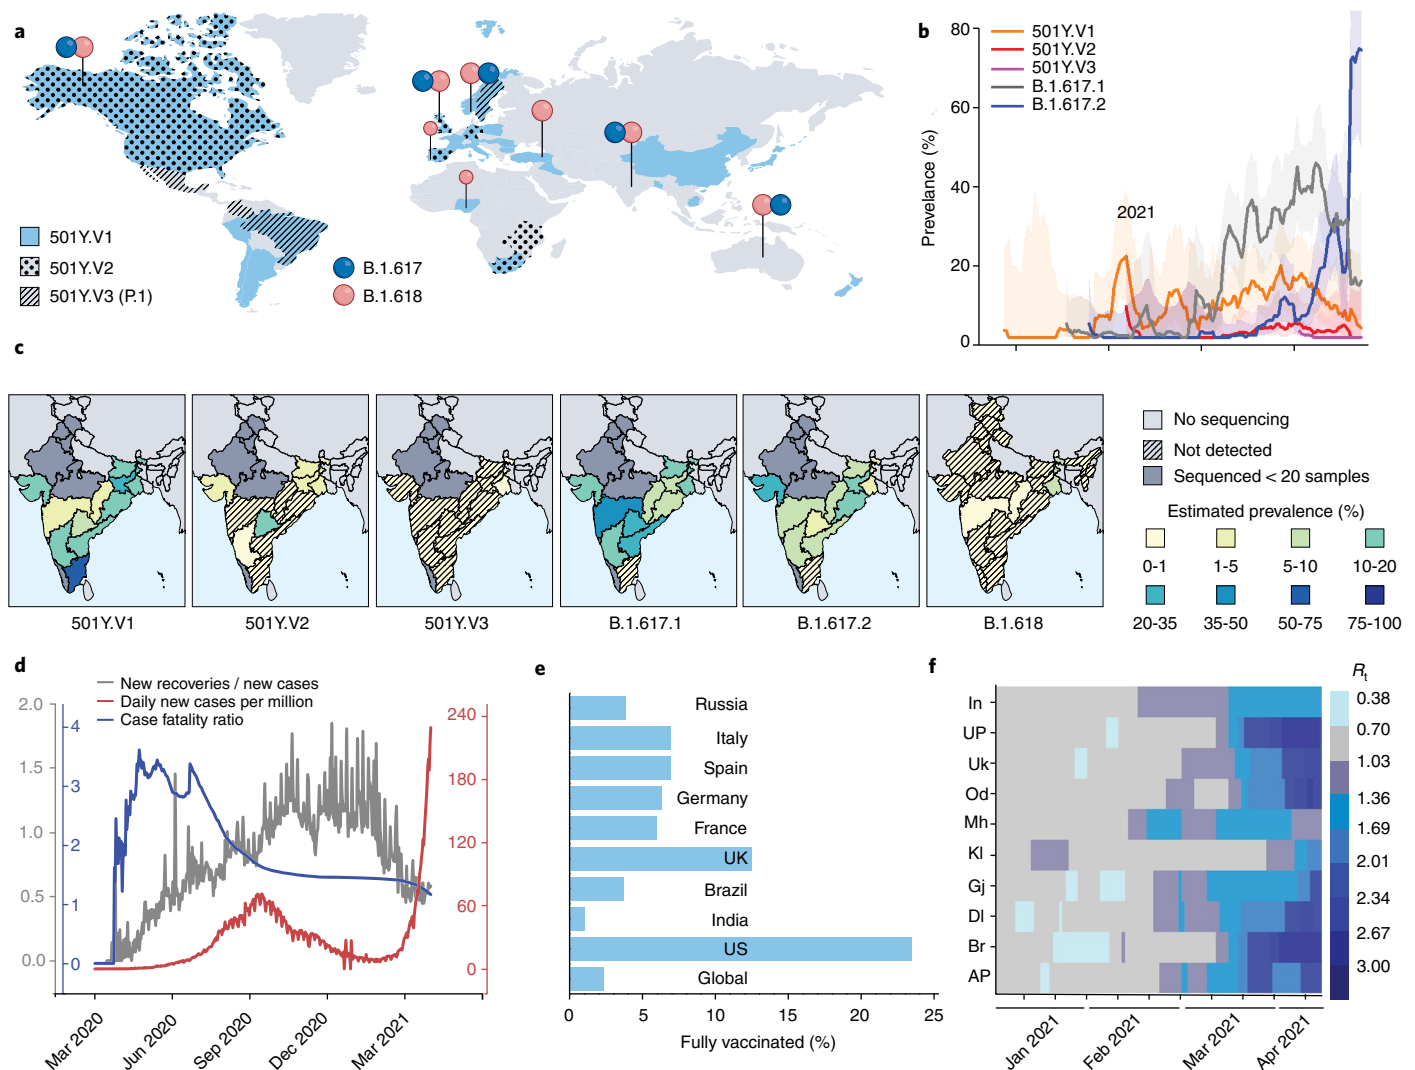 a
501Y.V1
501Y.V2
501Y.V3 (P.1)
B.1.617
B.1.618
b
501Y.V1
501Y.V2
501Y.V3
B.1.617.1
B.1.617.2
Prevelance (%)
80
60
40
20
0
2021
c
501Y.V1
501Y.V2
501Y.V3
B.1.617.1
B.1.617.2
B.1.618
No sequencing
Not detected
Sequenced < 20 samples
Estimated prevalence (%)
0-1 1-5 5-10 10-20
20-35 35-50 50-75 75-100
d
New recoveries / new cases
Daily new cases per million
Case fatality ratio
2.0
1.5
1.0
0.5
0.0
4
3
2
1
0
240
180
120
60
0
Mar 2020
Jun 2020
Sep 2020
Dec 2020
Mar 2021
e
Russia
Italy
Spain
Germany
France
UK
Brazil
India
US
Global
0 5 10 15 20 25
Fully vaccinated (%)
f
In
UP
Uk
Od
Mh
Kl
Gj
Dl
Br
AP
Jan 2021
Feb 2021
Mar 2021
Apr 2021
Rt
0.38
0.70
1.03
1.36
1.69
2.01
2.34
2.67
3.00